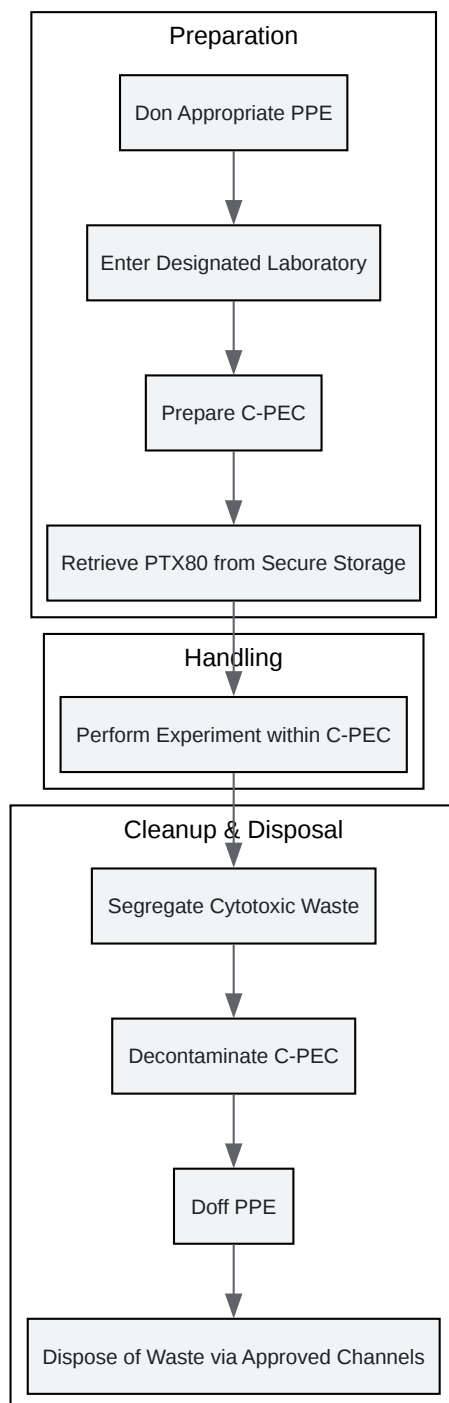 Preparation
Don Appropriate PPE
Enter Designated Laboratory
Prepare C-PEC
Retrieve PTX80 from Secure Storage
Handling
Perform Experiment within C-PEC
Cleanup & Disposal
Segregate Cytotoxic Waste
Decontaminate C-PEC
Doff PPE
Dispose of Waste via Approved Channels